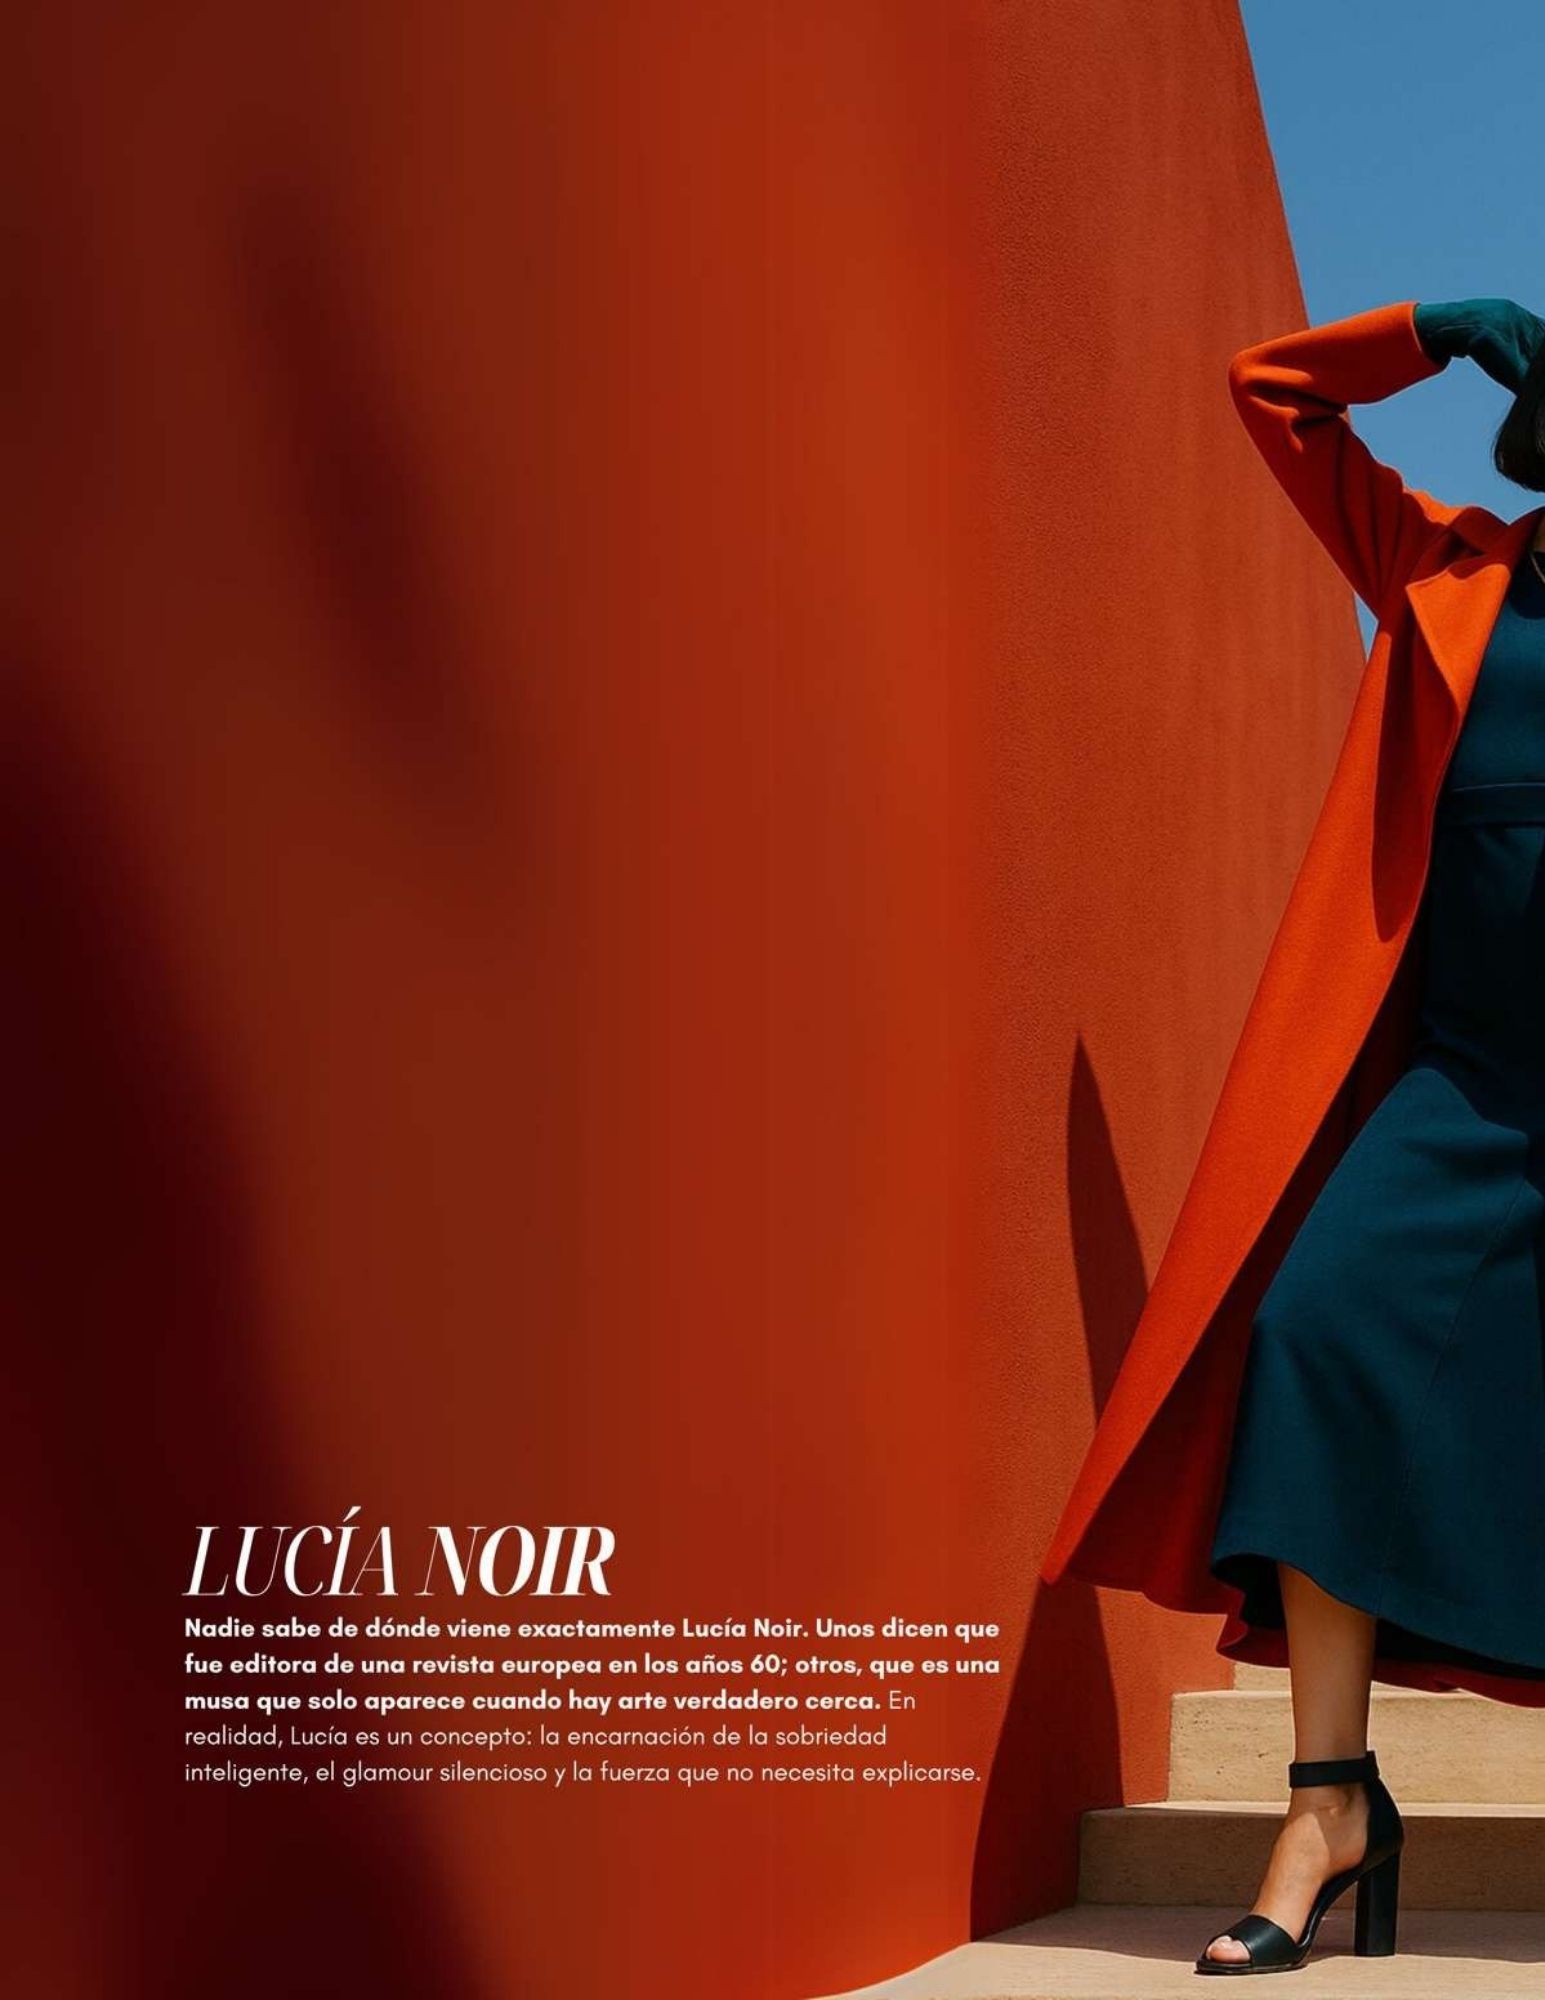 LUCÍA NOIR
Nadie sabe de dónde viene exactamente Lucía Noir. Unos dicen que
fue editora de una revista europea en los años 60; otros, que es una
musa que solo aparece cuando hay arte verdadero cerca. En
realidad, Lucía es un concepto: la encarnación de la sobriedad
inteligente, el glamour silencioso y la fuerza que no necesita explicarse.